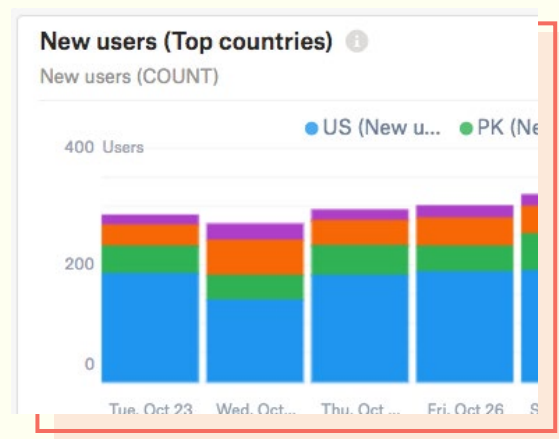 New users (Top countries)
New users (COUNT)
US (New u... PK (Ne
400 Users
200
0
Tue, Oct 23 Wed, Oct... Thu, Oct ... Fri, Oct 26 S